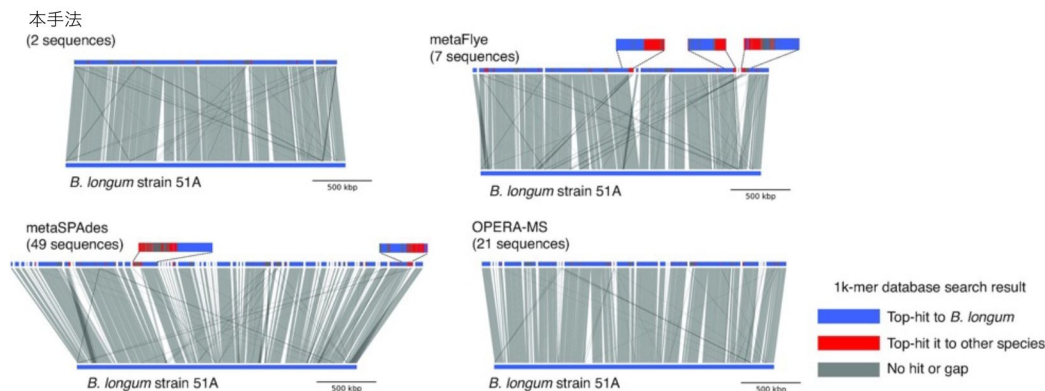 本手法
(2 sequences)
B. longum strain 51A
500 kbp
metaFlye
(7 sequences)
B. longum strain 51A
500 kbp
metaSPAdes
(49 sequences)
B. longum strain 51A
500 kbp
OPERA-MS
(21 sequences)
B. longum strain 51A
500 kbp
1k-mer database search result
Top-hit to B. longum
Top-hit it to other species
No hit or gap